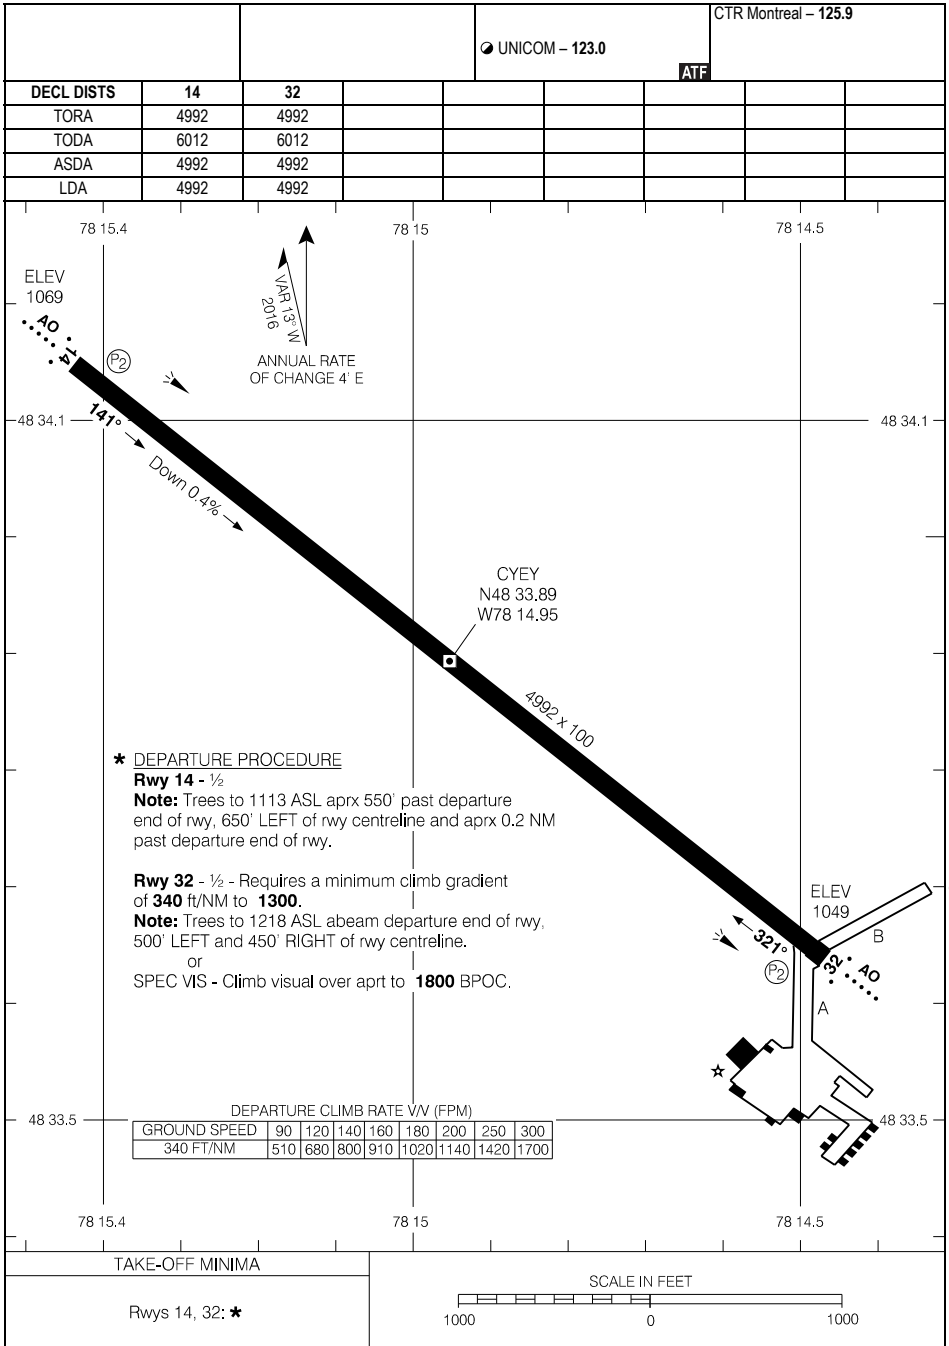 CTR Montreal – 125.9
UNICOM – 123.0
ATF
DECL DISTS 14 32
TORA 4992 4992
TODA 6012 6012
ASDA 4992 4992
LDA 4992 4992
78 15.4 78 15 78 14.5
ELEV
1069
AO
14
P2
VAR 13° W
2016
ANNUAL RATE
OF CHANGE 4' E
48 34.1 48 34.1
141°
Down 0.4%
CYEY
N48 33.89
W78 14.95
4992 x 100
* DEPARTURE PROCEDURE
Rwy 14 - ½
Note: Trees to 1113 ASL aprx 550' past departure
end of rwy, 650' LEFT of rwy centreline and aprx 0.2 NM
past departure end of rwy.
Rwy 32 - ½ - Requires a minimum climb gradient
of 340 ft/NM to 1300.
Note: Trees to 1218 ASL abeam departure end of rwy,
500' LEFT and 450' RIGHT of rwy centreline.
or
SPEC VIS - Climb visual over aprt to 1800 BPOC.
ELEV
1049
B
321°
32
AO
P2
A
48 33.5 48 33.5
DEPARTURE CLIMB RATE V/V (FPM)
GROUND SPEED 90 120 140 160 180 200 250 300
340 FT/NM 510 680 800 910 1020 1140 1420 1700
78 15.4 78 15 78 14.5
TAKE-OFF MINIMA
Rwys 14, 32: *
SCALE IN FEET
1000 0 1000